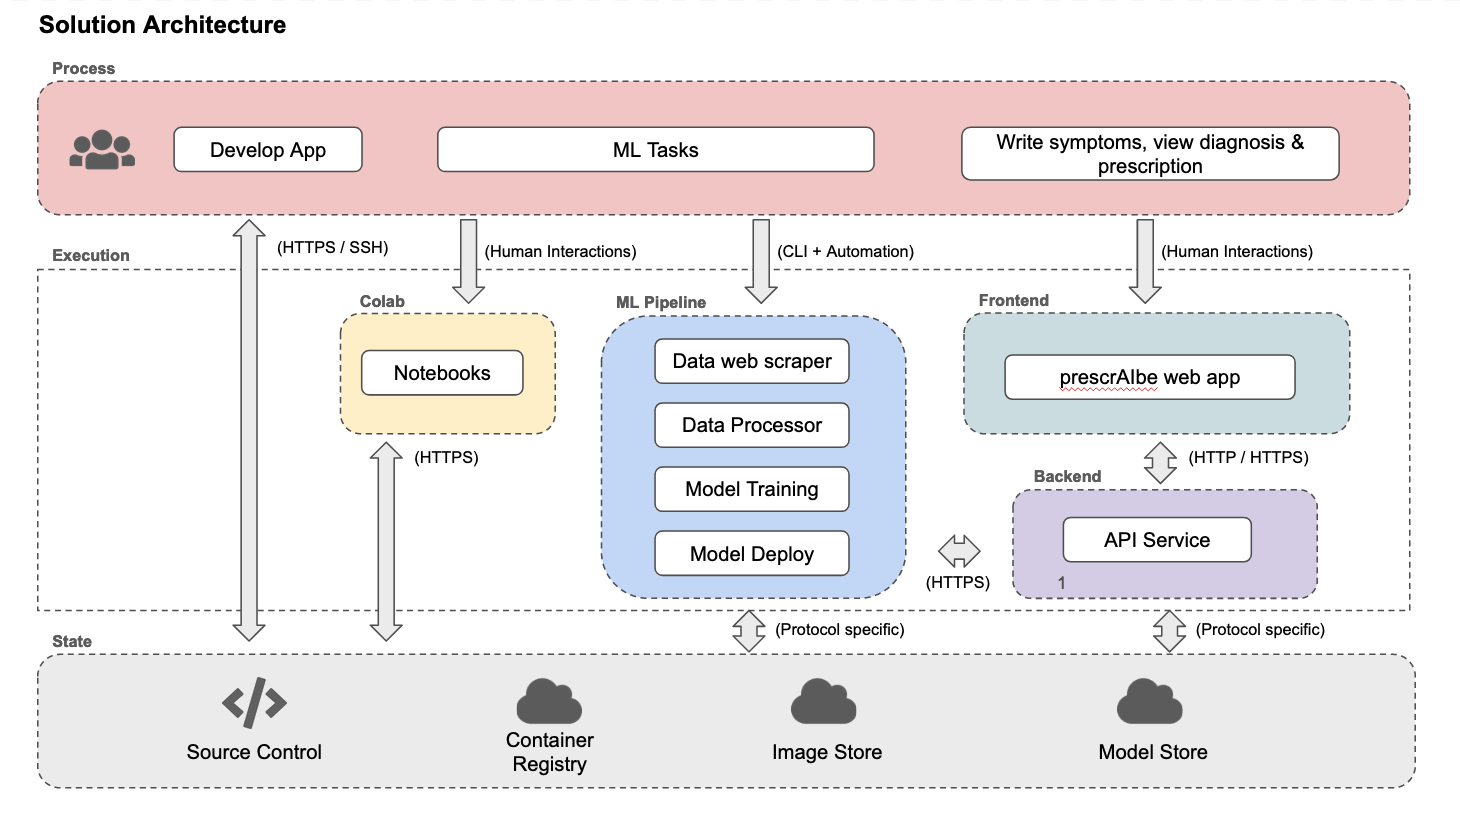 Solution Architecture
Process
Develop App
ML Tasks
Write symptoms, view diagnosis &
prescription
(HTTPS / SSH)
(Human Interactions)
(CLI + Automation)
(Human Interactions)
Execution
Colab
ML Pipeline
Frontend
Notebooks
Data web scraper
prescrAIbe web app
Data Processor
(HTTPS)
(HTTP / HTTPS)
Backend
Model Training
API Service
Model Deploy
(HTTPS)
1
State
(Protocol specific)
(Protocol specific)
Source Control
Container
Registry
Image Store
Model Store